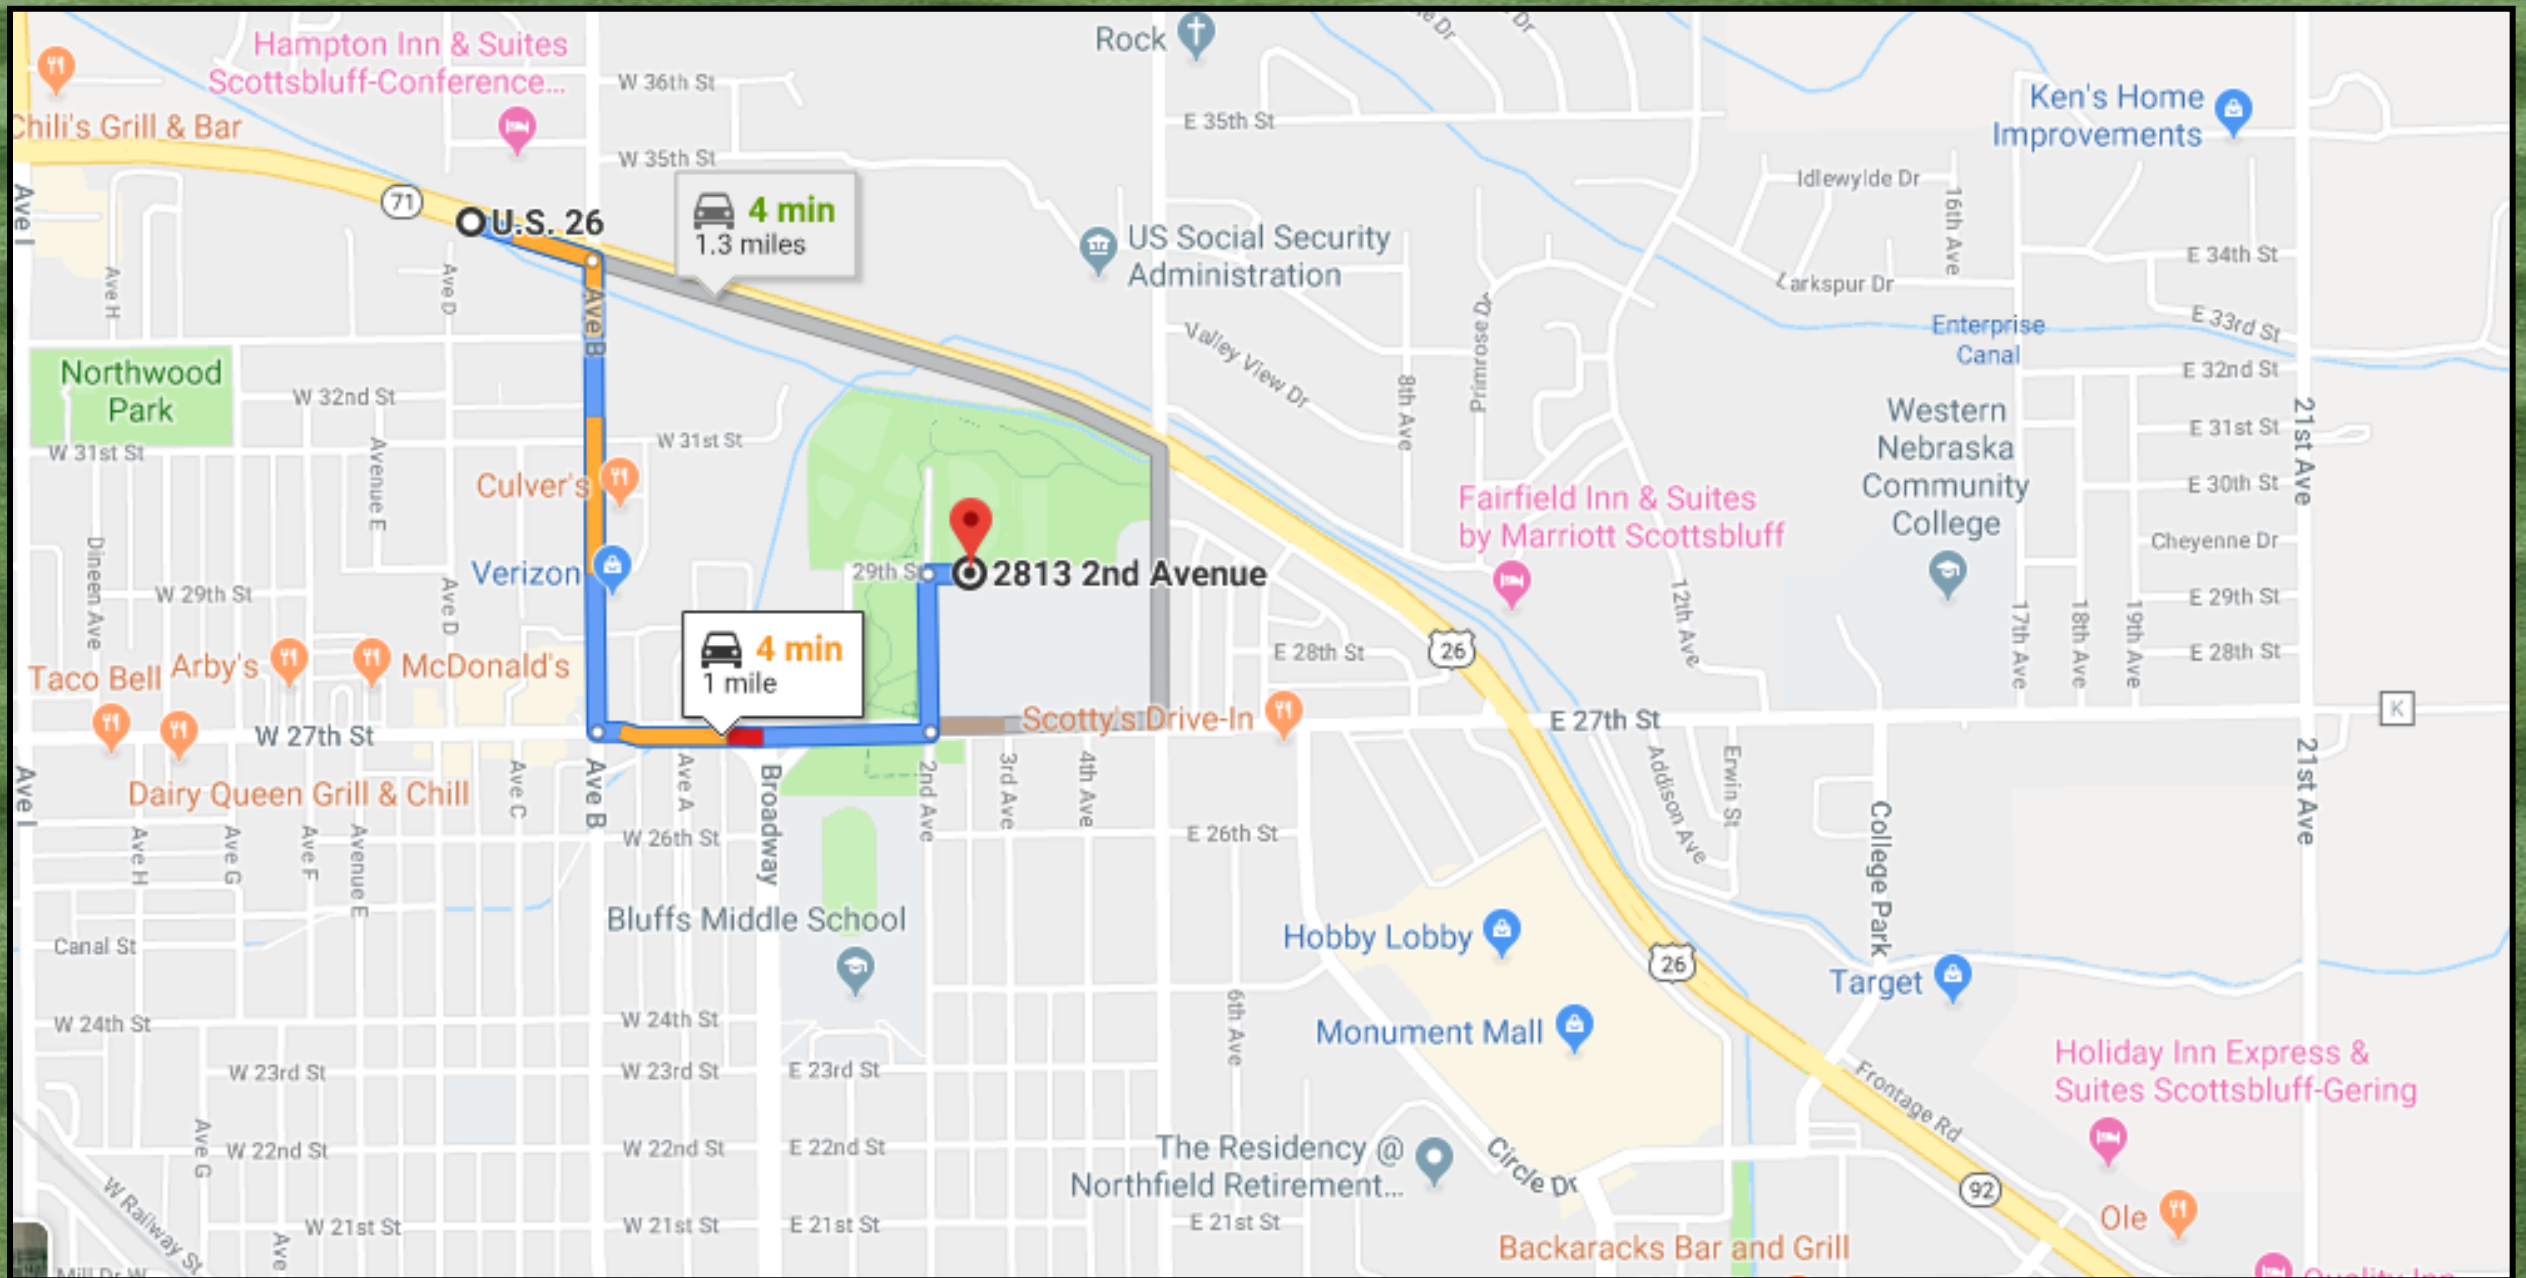 Hampton Inn & Suites
Scottsbluff-Conference...
Rock
W 36th St
E 35th St
Ken's Home
Improvements
Chili's Grill & Bar
W 35th St
71
U.S. 26
4 min
1.3 miles
US Social Security
Administration
Idlewylde Dr
16th Ave
E 34th St
Larkspur Dr
Ave I
Ave H
Ave D
Ave B
Valley View Dr
Primrose Dr
8th Ave
Enterprise
Canal
E 33rd St
E 32nd St
Northwood
Park
W 32nd St
W 31st St
Avenue E
W 31st St
Western
Nebraska
Community
College
E 31st St
21st Ave
E 30th St
Culver's
Fairfield Inn & Suites
by Marriott Scottsbluff
Cheyenne Dr
Dineen Ave
Verizon
29th St
2813 2nd Avenue
W 29th St
Ave D
12th Ave
17th Ave
18th Ave
19th Ave
E 29th St
4 min
1 mile
E 28th St
26
E 28th St
Taco Bell
Arby's
McDonald's
W 27th St
Scotty's Drive-In
E 27th St
K
Dairy Queen Grill & Chill
Ave I
Ave C
Ave B
Ave A
Broadway
2nd Ave
3rd Ave
4th Ave
Addison Ave
Erwin St
21st Ave
Ave H
Ave G
Ave F
Avenue E
W 26th St
E 26th St
College Park
Bluffs Middle School
Hobby Lobby
26
Target
Canal St
W 24th St
W 24th St
6th Ave
Monument Mall
W 23rd St
W 23rd St
E 23rd St
Frontage Rd
Holiday Inn Express &
Suites Scottsbluff-Gering
Ave G
W 22nd St
W 22nd St
E 22nd St
The Residency @
Northfield Retirement...
Circle Dr
92
W Railway St
W 21st St
Ave
W 21st St
E 21st St
E 21st St
Ole
Backaracks Bar and Grill
Mill Dr W
Quality Inn